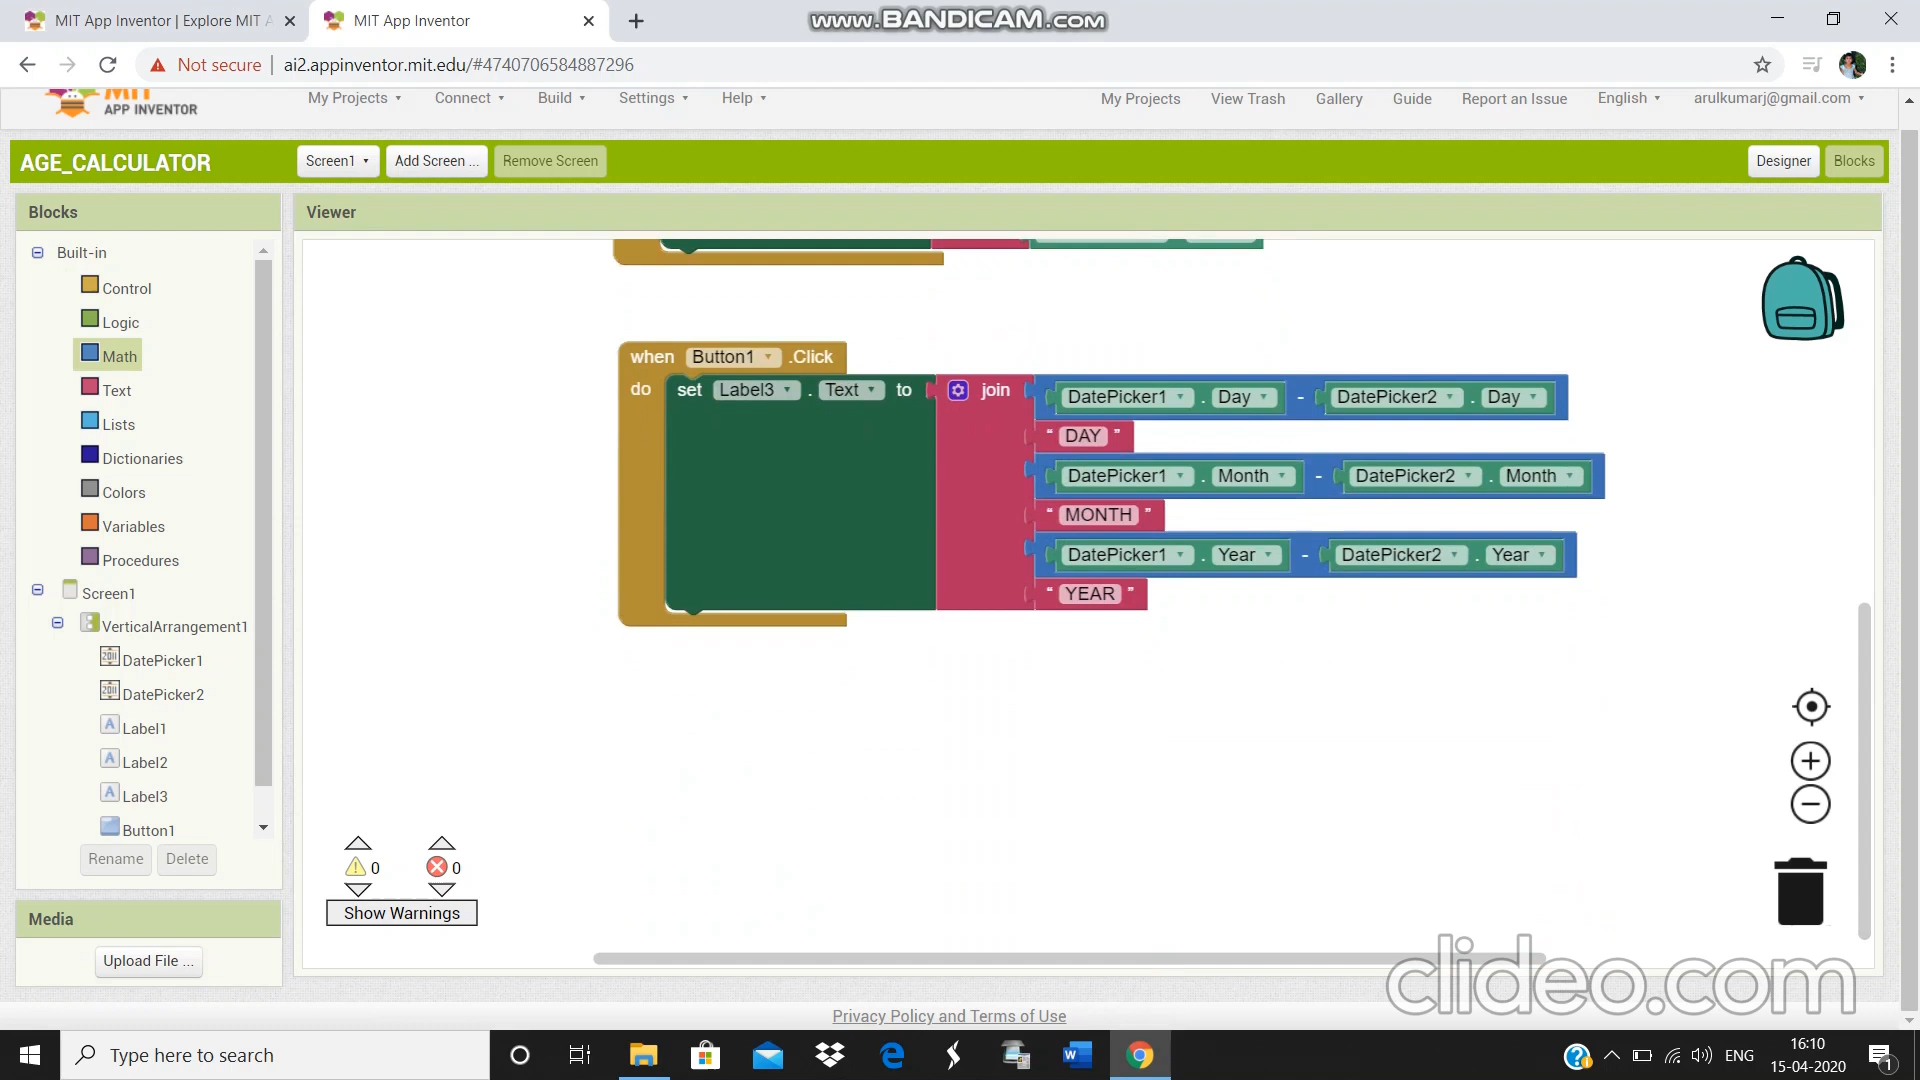 MIT App Inventor | Explore MIT A
MIT App Inventor
www.BANDICAM.com
Not secure
ai2.appinventor.mit.edu/#4740706584887296
MIT
APP INVENTOR
My Projects
Connect
Build
Settings
Help
My Projects
View Trash
Gallery
Guide
Report an Issue
English
arulkumarj@gmail.com
AGE_CALCULATOR
Screen1
Add Screen ...
Remove Screen
Designer
Blocks
Blocks
Viewer
Built-in
Control
Logic
Math
Text
Lists
Dictionaries
Colors
Variables
Procedures
Screen1
VerticalArrangement1
DatePicker1
DatePicker2
Label1
Label2
Label3
Button1
Rename
Delete
Media
Upload File ...
when Button1 .Click
do set Label3 . Text to join DatePicker1 . Day - DatePicker2 . Day
“ DAY ”
DatePicker1 . Month - DatePicker2 . Month
“ MONTH ”
DatePicker1 . Year - DatePicker2 . Year
“ YEAR ”
0 0
Show Warnings
clideo.com
Privacy Policy and Terms of Use
Type here to search
ENG
16:10
15-04-2020
1